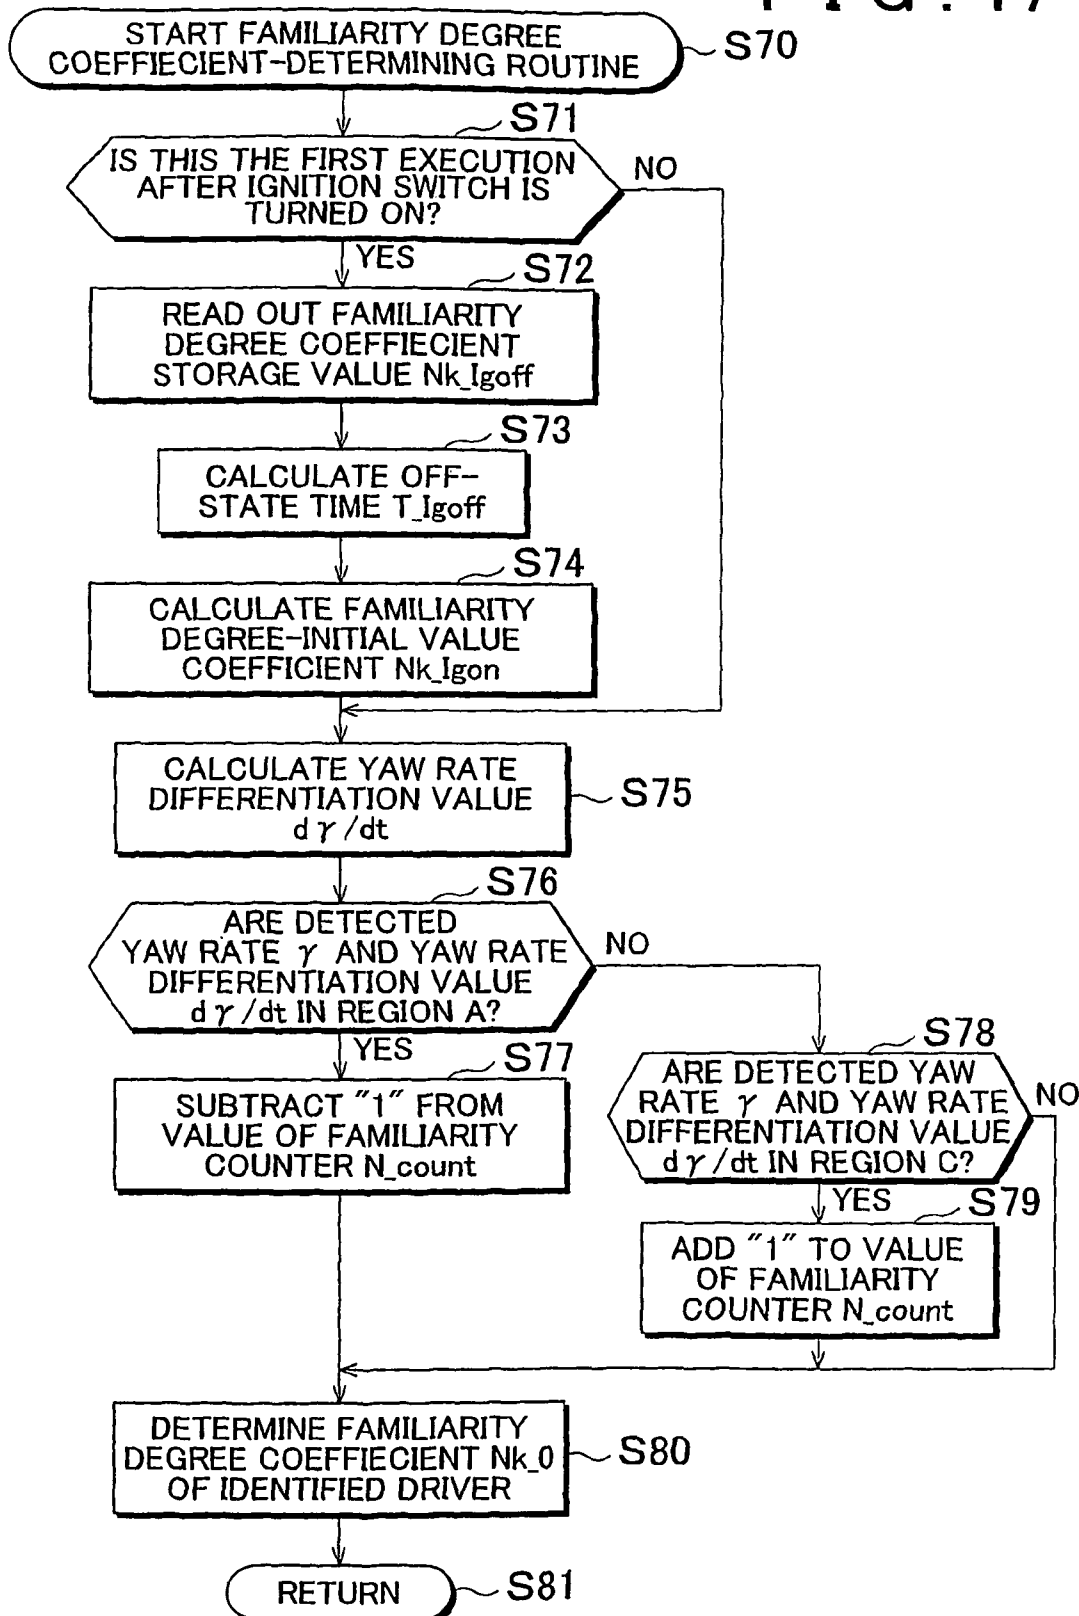 FIG. 17
START FAMILIARITY DEGREE
COEFFIECIENT-DETERMINING ROUTINE
S70
S71
IS THIS THE FIRST EXECUTION
AFTER IGNITION SWITCH IS
TURNED ON?
NO
YES
S72
READ OUT FAMILIARITY
DEGREE COEFFIECIENT
STORAGE VALUE Nk_Igoff
S73
CALCULATE OFF-
STATE TIME T_Igoff
S74
CALCULATE FAMILIARITY
DEGREE-INITIAL VALUE
COEFFICIENT Nk_Igon
CALCULATE YAW RATE
DIFFERENTIATION VALUE
dγ/dt
S75
S76
ARE DETECTED
YAW RATE γ AND YAW RATE
DIFFERENTIATION VALUE
dγ/dt IN REGION A?
NO
YES
S77
SUBTRACT "1" FROM
VALUE OF FAMILIARITY
COUNTER N_count
S78
ARE DETECTED YAW
RATE γ AND YAW RATE
DIFFERENTIATION VALUE
dγ/dt IN REGION C?
NO
YES
S79
ADD "1" TO VALUE
OF FAMILIARITY
COUNTER N_count
DETERMINE FAMILIARITY
DEGREE COEFFIECIENT Nk_0
OF IDENTIFIED DRIVER
S80
RETURN
S81